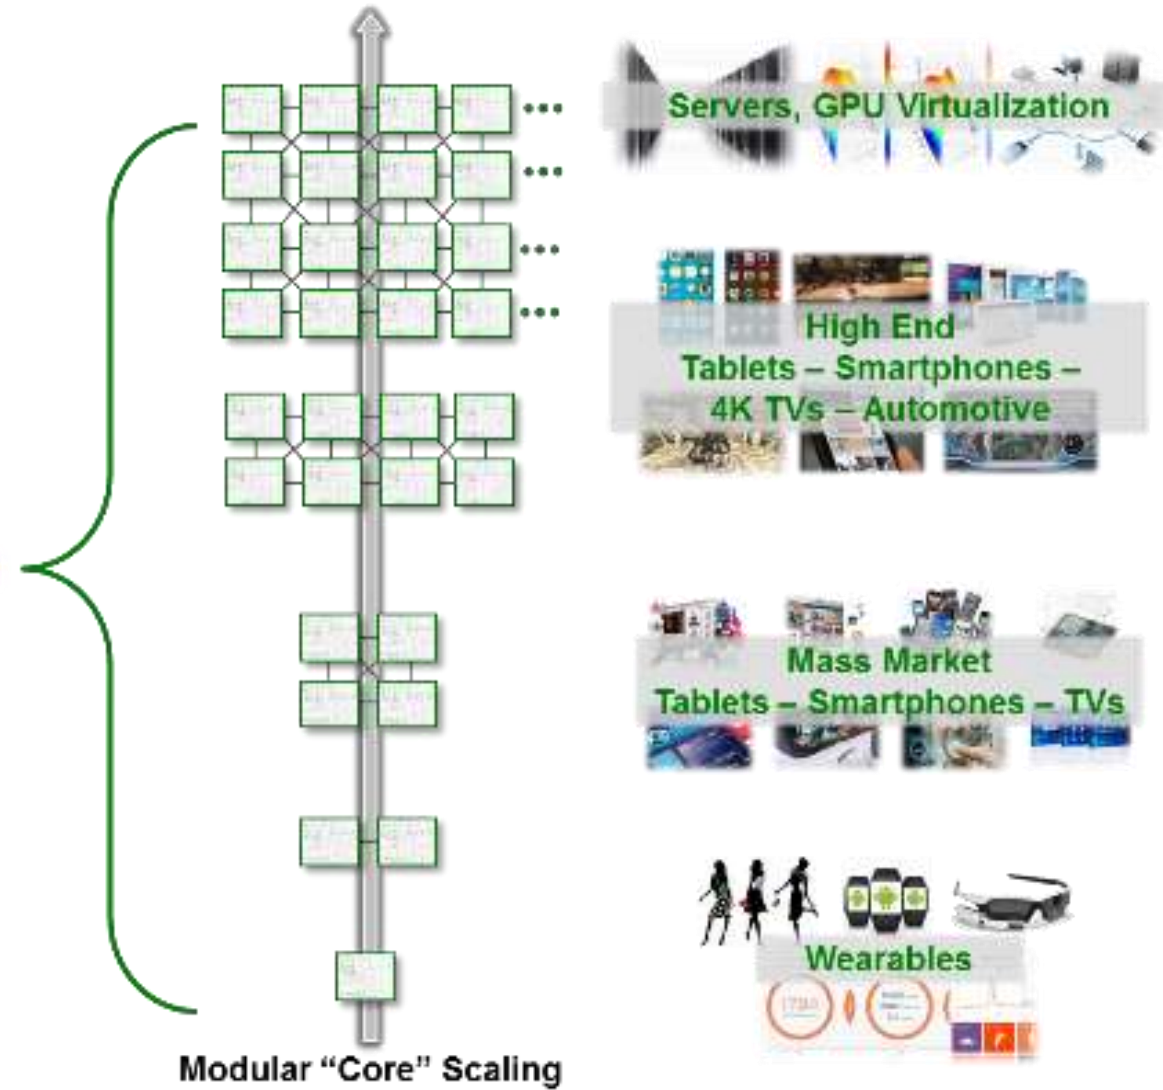 Servers, GPU Virtualization
High End
Tablets – Smartphones –
4K TVs – Automotive
Mass Market
Tablets – Smartphones – TVs
Wearables
Modular “Core” Scaling